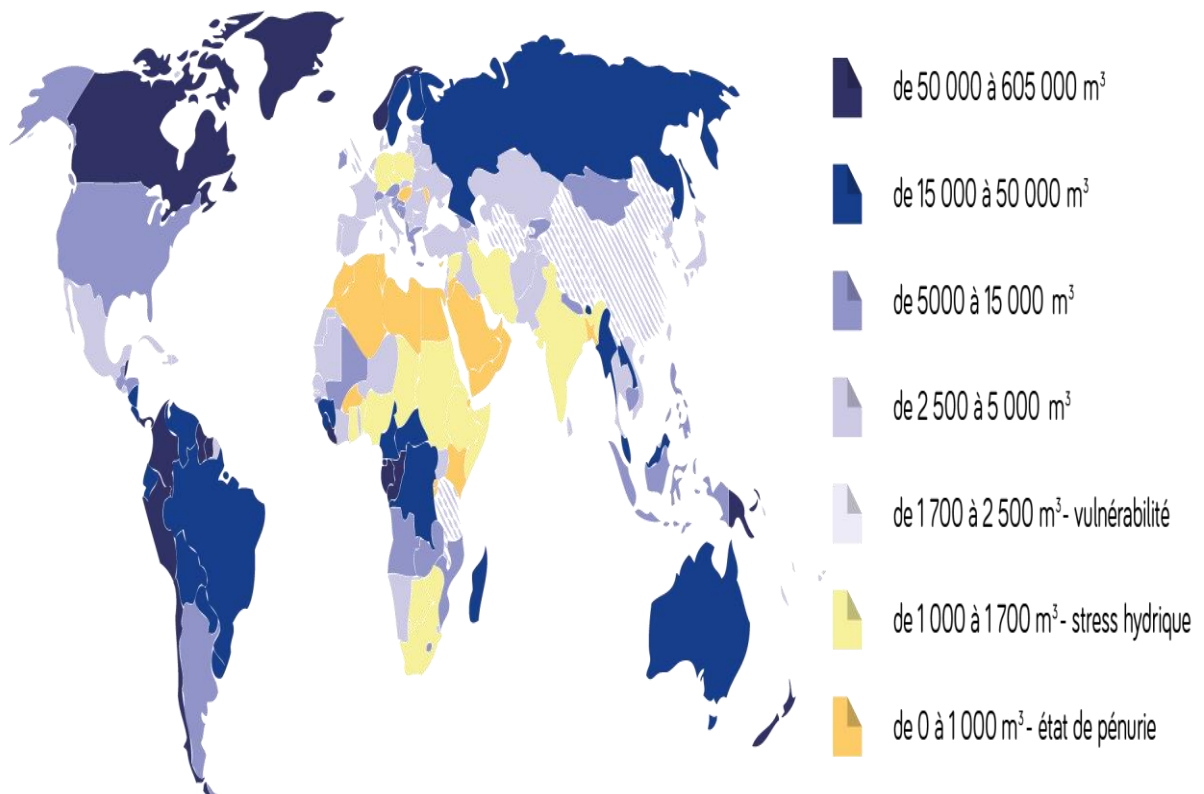 de 50 000 à 605 000 m³
de 15 000 à 50 000 m³
de 5000 à 15 000 m³
de 2 500 à 5 000 m³
de 1 700 à 2 500 m³- vulnérabilité
de 1 000 à 1 700 m³- stress hydrique
de 0 à 1 000 m³- état de pénurie